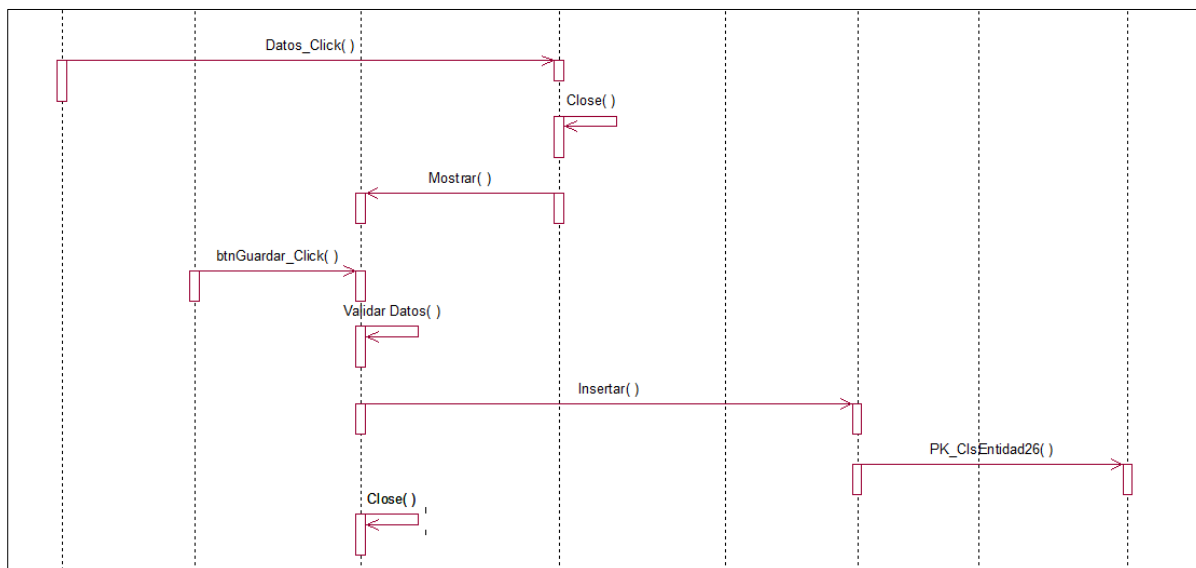 Datos_Click( )
Close( )
Mostrar( )
btnGuardar_Click( )
Validar Datos( )
Insertar( )
PK_ClsEntidad26( )
Close( )